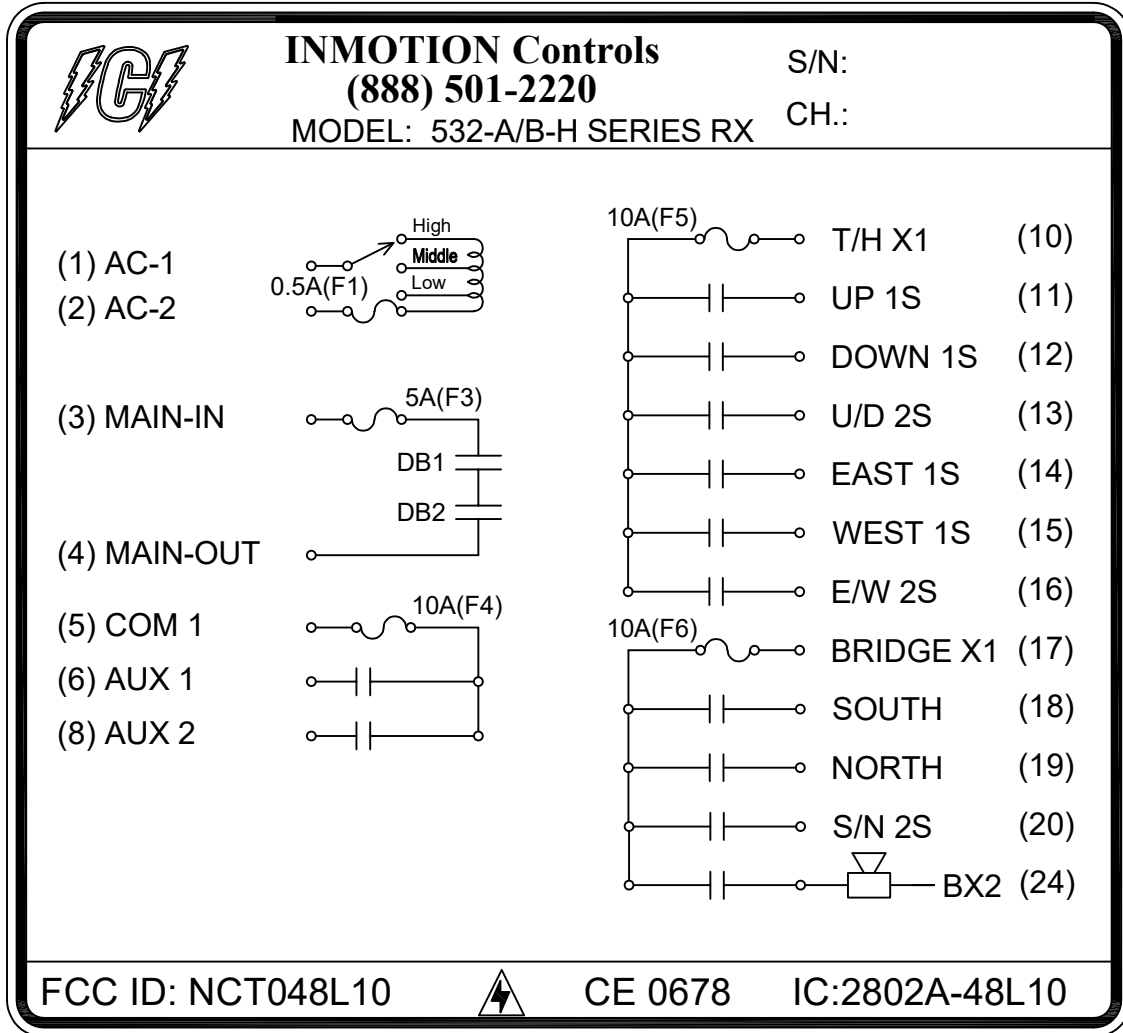 ICI
INMOTION Controls
(888) 501-2220
MODEL: 532-A/B-H SERIES RX
S/N:
CH.:
(1) AC-1
(2) AC-2
0.5A(F1)
High
Middle
Low
(3) MAIN-IN
5A(F3)
DB1
DB2
(4) MAIN-OUT
(5) COM 1
10A(F4)
(6) AUX 1
(8) AUX 2
10A(F5)
T/H X1 (10)
UP 1S (11)
DOWN 1S (12)
U/D 2S (13)
EAST 1S (14)
WEST 1S (15)
E/W 2S (16)
10A(F6)
BRIDGE X1 (17)
SOUTH (18)
NORTH (19)
S/N 2S (20)
BX2 (24)
FCC ID: NCT048L10 CE 0678 IC:2802A-48L10